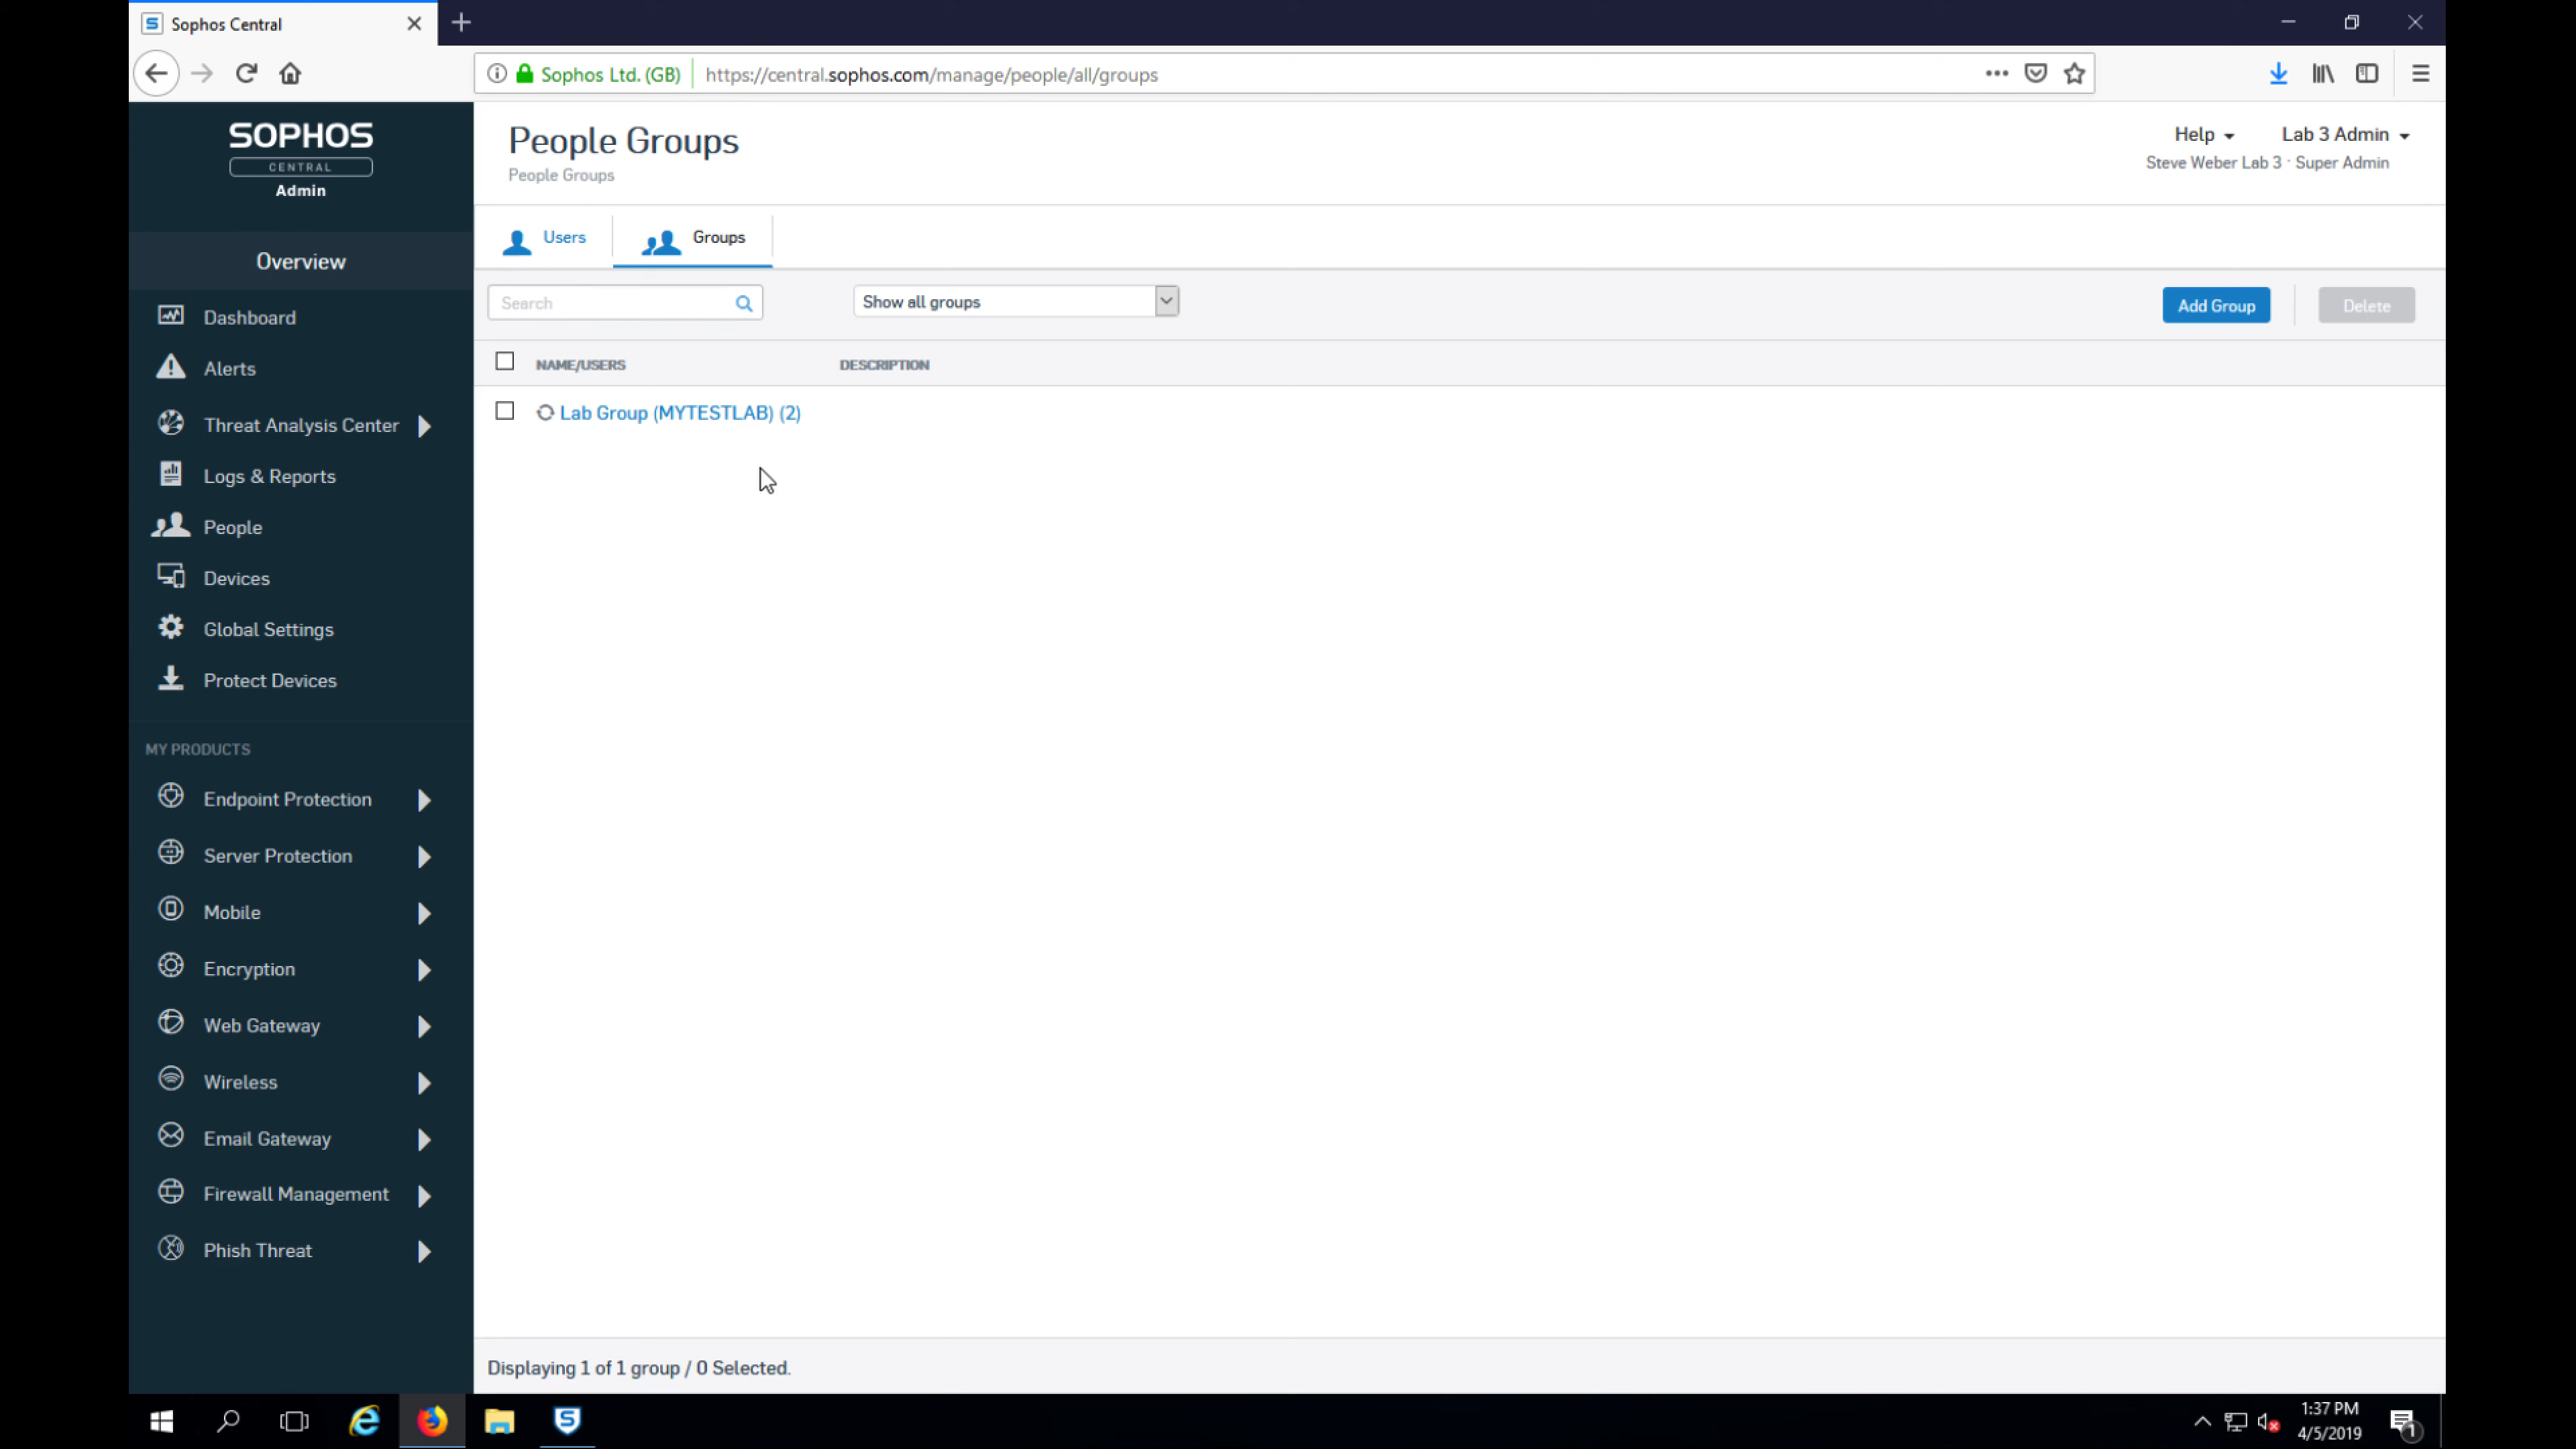 Sophos Central
Sophos Ltd. (GB)
https://central.sophos.com/manage/people/all/groups
SOPHOS
CENTRAL
Admin
Overview
Dashboard
Alerts
Threat Analysis Center
Logs & Reports
People
Devices
Global Settings
Protect Devices
MY PRODUCTS
Endpoint Protection
Server Protection
Mobile
Encryption
Web Gateway
Wireless
Email Gateway
Firewall Management
Phish Threat
People Groups
People Groups
Help
Lab 3 Admin
Steve Weber Lab 3 · Super Admin
Users
Groups
Search
Show all groups
Add Group
Delete
NAME/USERS
DESCRIPTION
Lab Group (MYTESTLAB) (2)
Displaying 1 of 1 group / 0 Selected.
1:37 PM
4/5/2019
1